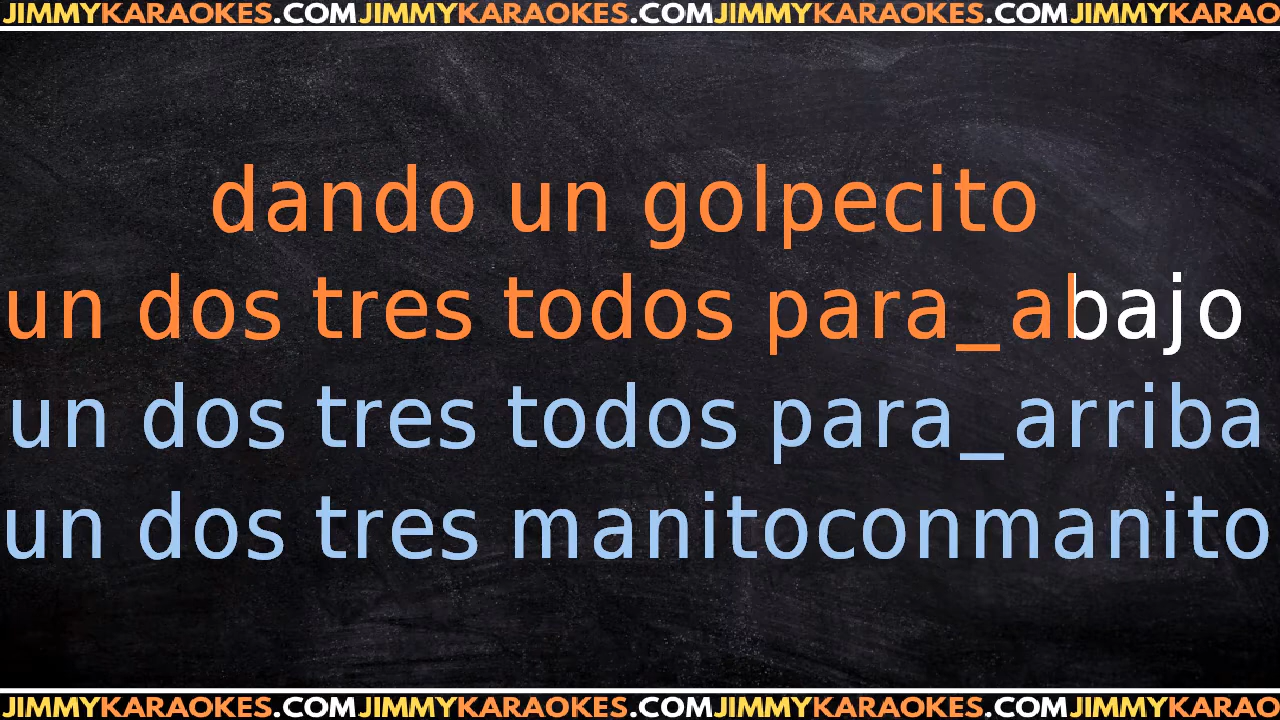 JIMMYKARAOKES.COMJIMMYKARAOKES.COMJIMMYKARAOKES.COMJIMMYKARAO
dando un golpecito
un dos tres todos para_abajo
un dos tres todos para_arriba
un dos tres manitoconmanito
JIMMYKARAOKES.COMJIMMYKARAOKES.COMJIMMYKARAOKES.COMJIMMYKARAO